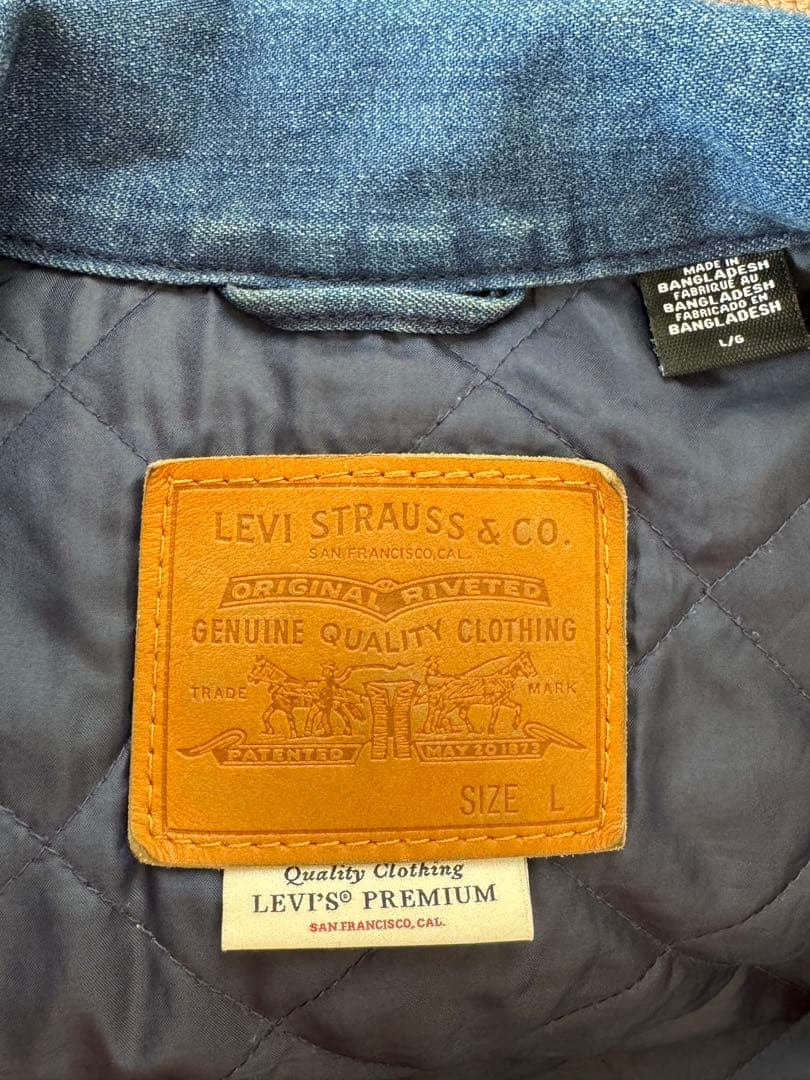 MADE IN
BANGLADESH
FABRIQUÉ AU
BANGLADESH
FABRICADO EN
BANGLADESH
L/G
LEVI STRAUSS & CO.
SAN FRANCISCO, CAL.
ORIGINAL RIVETED
GENUINE QUALITY CLOTHING
TRADE MARK
PATENTED MAY 20 1873
SIZE L
Quality Clothing
LEVI'S® PREMIUM
SAN FRANCISCO, CAL.